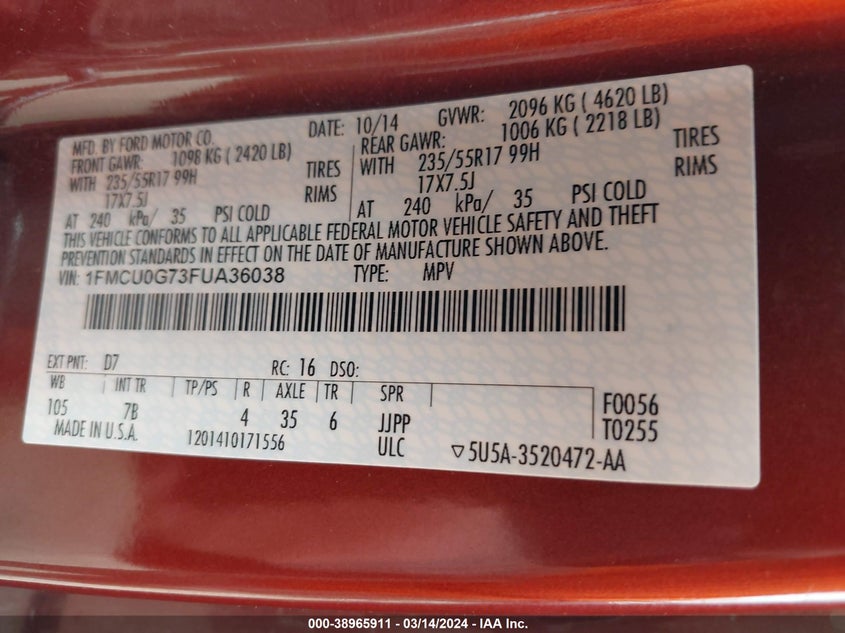 MFD. BY FORD MOTOR CO. DATE: 10/14 GVWR: 2096 KG ( 4620 LB)
FRONT GAWR: 1098 KG ( 2420 LB) REAR GAWR: 1006 KG ( 2218 LB)
WITH 235/55R17 99H TIRES WITH 235/55R17 99H TIRES
17X7.5J RIMS 17X7.5J RIMS
AT 240 kPa/ 35 PSI COLD AT 240 kPa/ 35 PSI COLD
THIS VEHICLE CONFORMS TO ALL APPLICABLE FEDERAL MOTOR VEHICLE SAFETY AND THEFT
PREVENTION STANDARDS IN EFFECT ON THE DATE OF MANUFACTURE SHOWN ABOVE.
VIN: 1FMCU0G73FUA36038 TYPE: MPV
EXT PNT: D7 RC: 16 DSO:
WB INT TR TP/PS R AXLE TR SPR
105 7B 4 35 6 JJPP F0056
MADE IN U.S.A. 1201410171556 ULC T0255
▽5U5A-3520472-AA
000-38965911 - 03/14/2024 - IAA Inc.